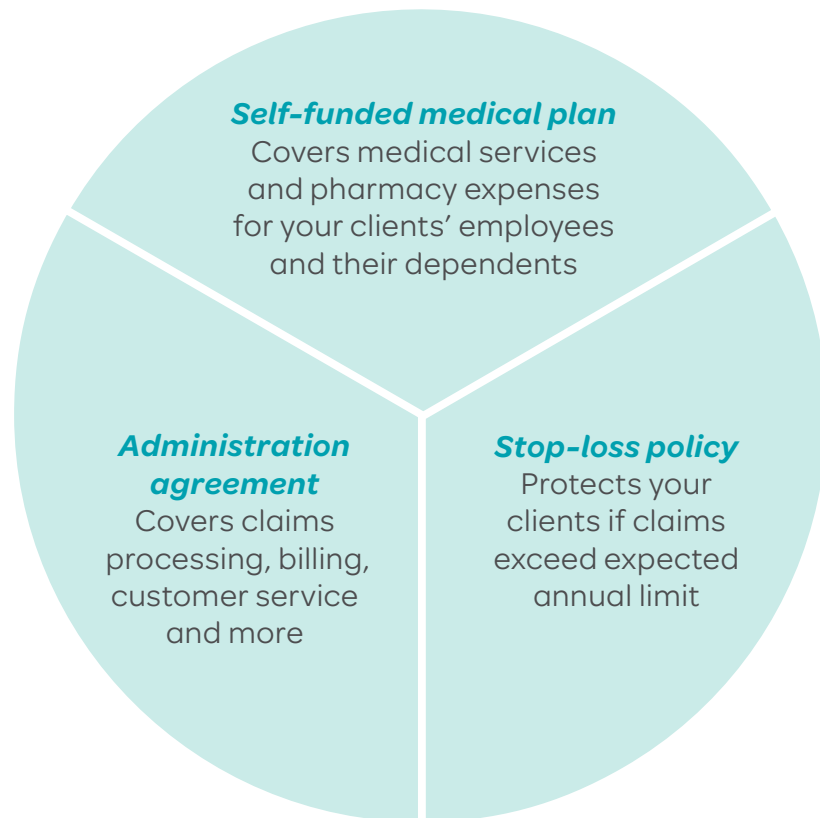 Self-funded medical plan
Covers medical services
and pharmacy expenses
for your clients’ employees
and their dependents
Administration
agreement
Covers claims
processing, billing,
customer service
and more
Stop-loss policy
Protects your
clients if claims
exceed expected
annual limit